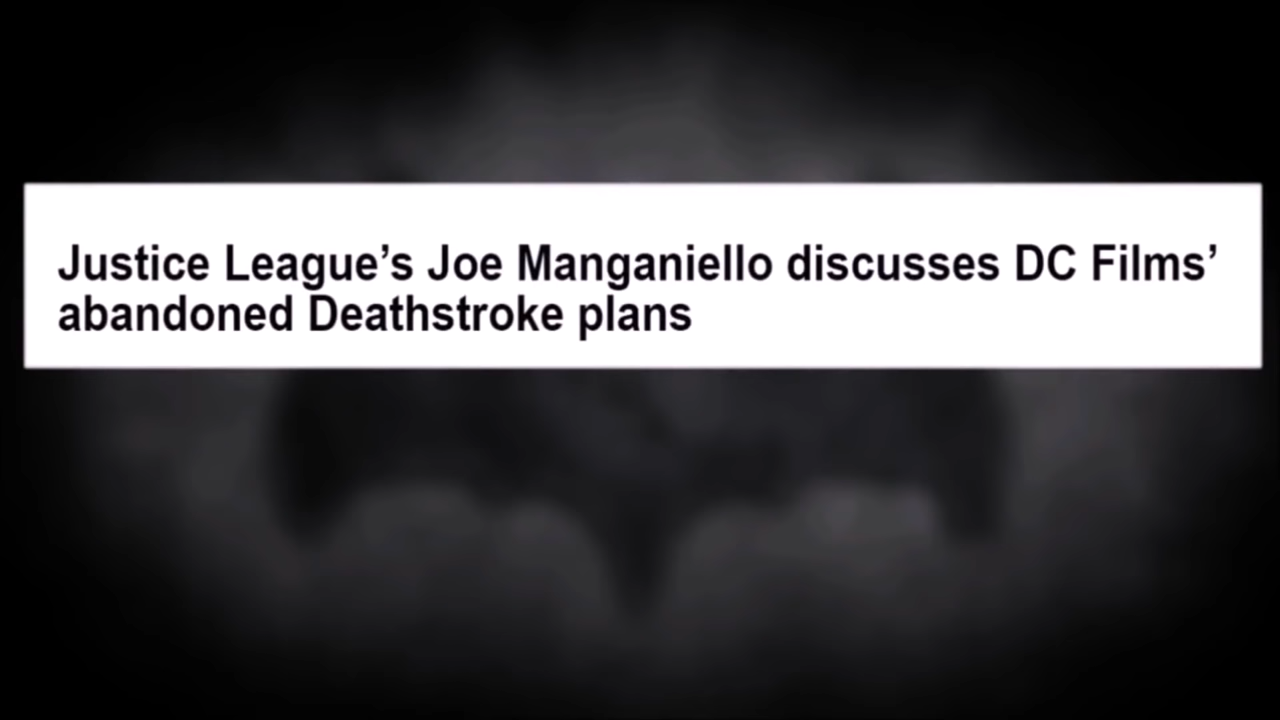 Justice League’s Joe Manganiello discusses DC Films’
abandoned Deathstroke plans